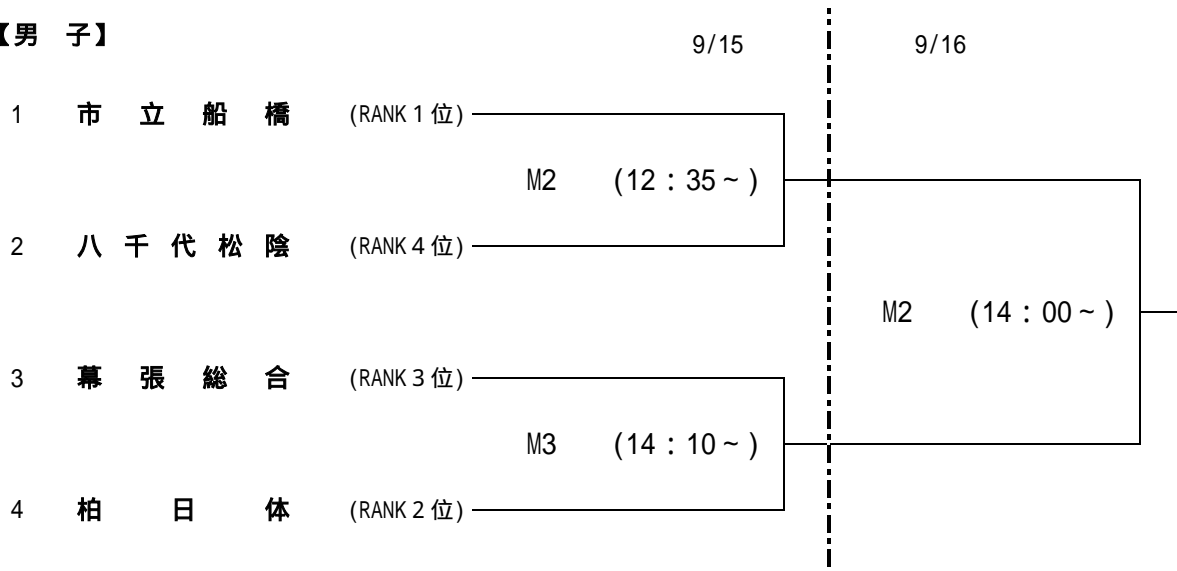 【男 子】
9/15 9/16
1 市立船橋 (RANK 1 位)
M2 (12：35～)
2 八千代松陰 (RANK 4 位)
M2 (14：00～)
3 幕張総合 (RANK 3 位)
M3 (14：10～)
4 柏日体 (RANK 2 位)